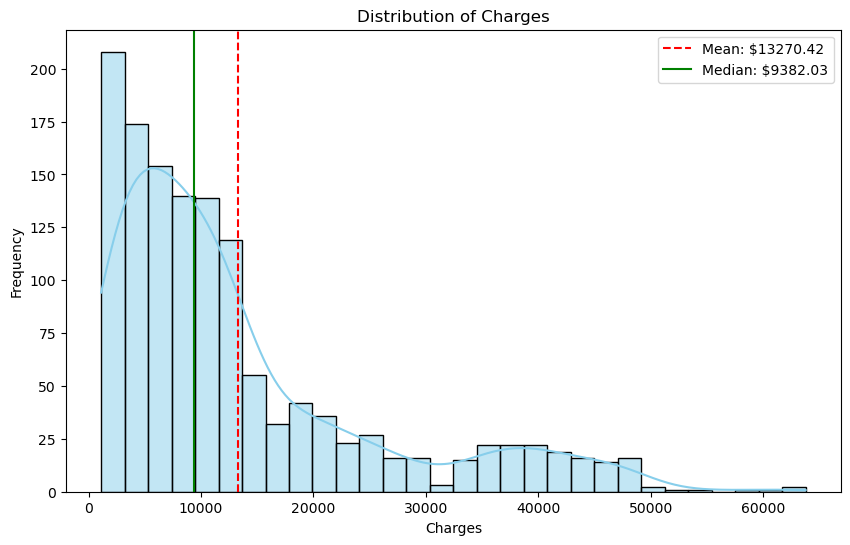 Distribution of Charges
Mean: $13270.42
Median: $9382.03
Frequency
200
175
150
125
100
75
50
25
0
0 10000 20000 30000 40000 50000 60000
Charges